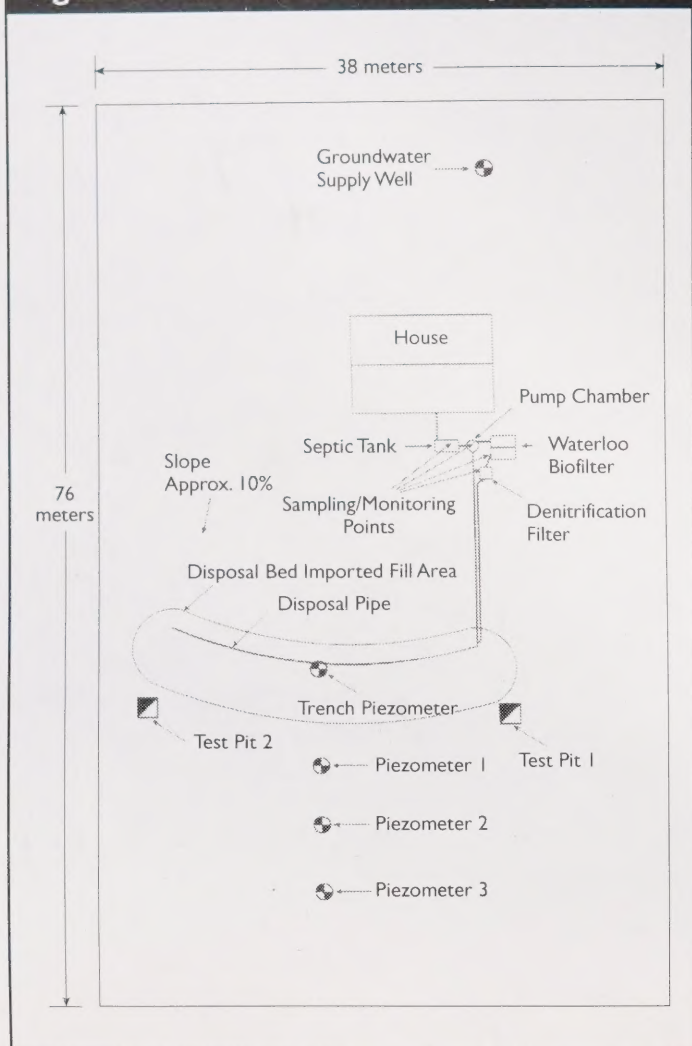 38 meters
Groundwater
Supply Well
House
Pump Chamber
Septic Tank
Waterloo
Biofilter
Slope
Approx. 10%
76
meters
Sampling/Monitoring
Points
Denitrification
Filter
Disposal Bed Imported Fill Area
Disposal Pipe
Trench Piezometer
Test Pit 2
Test Pit 1
Piezometer 1
Piezometer 2
Piezometer 3